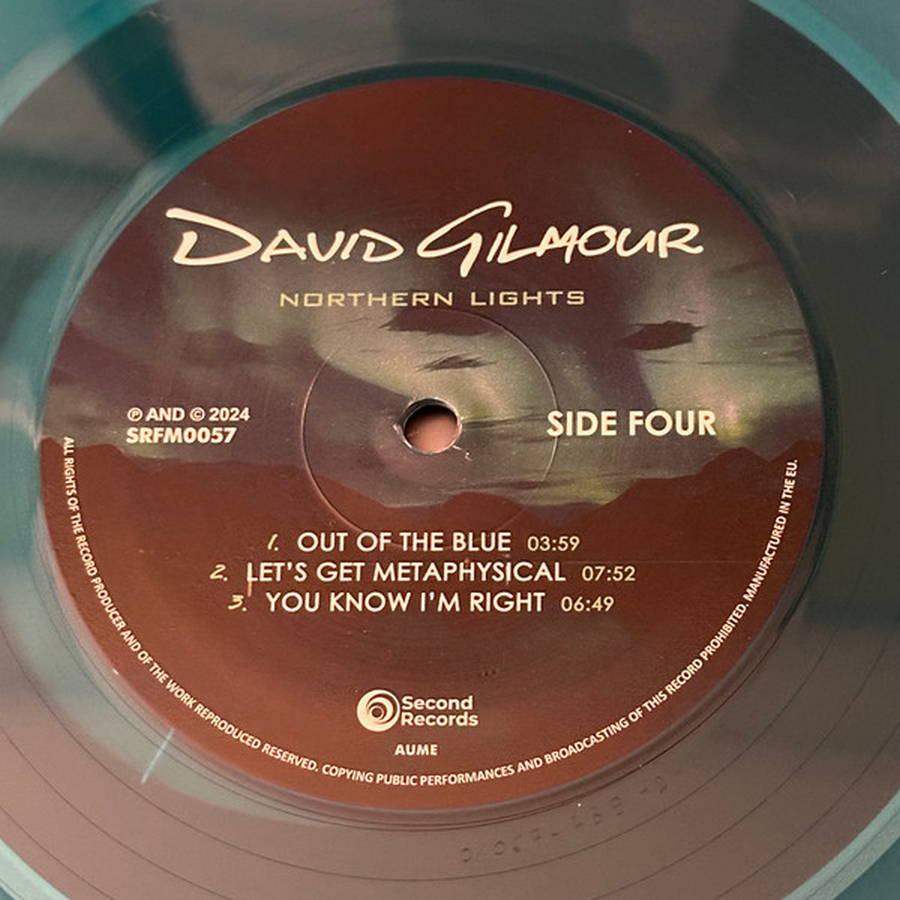 DAVID GILMOUR
NORTHERN LIGHTS
℗ AND © 2024
SRFM0057
SIDE FOUR
1. OUT OF THE BLUE 03:59
2. LET'S GET METAPHYSICAL 07:52
3. YOU KNOW I'M RIGHT 06:49
Second
Records
AUME
ALL RIGHTS OF THE RECORD PRODUCER AND OF THE WORK REPRODUCED RESERVED. COPYING PUBLIC PERFORMANCES AND BROADCASTING OF THIS RECORD PROHIBITED. MANUFACTURED IN THE EU.